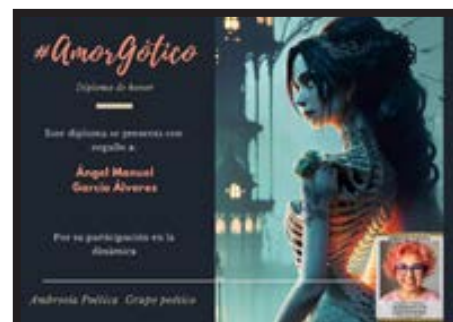 #AmorGótico
Diploma de honor
Este diploma se presenta con
orgullo a:
Ángel Manuel
García Álvarez
Por su participación en la
dinámica
Ambrosía Poética Grupo poético